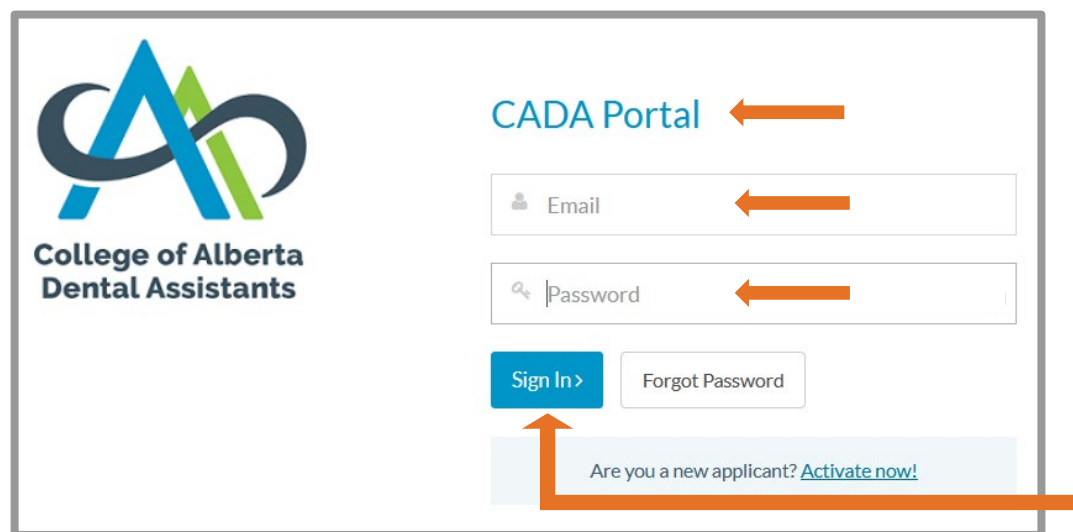 College of Alberta
Dental Assistants
CADA Portal
Email
Password
Sign In >
Forgot Password
Are you a new applicant? Activate now!